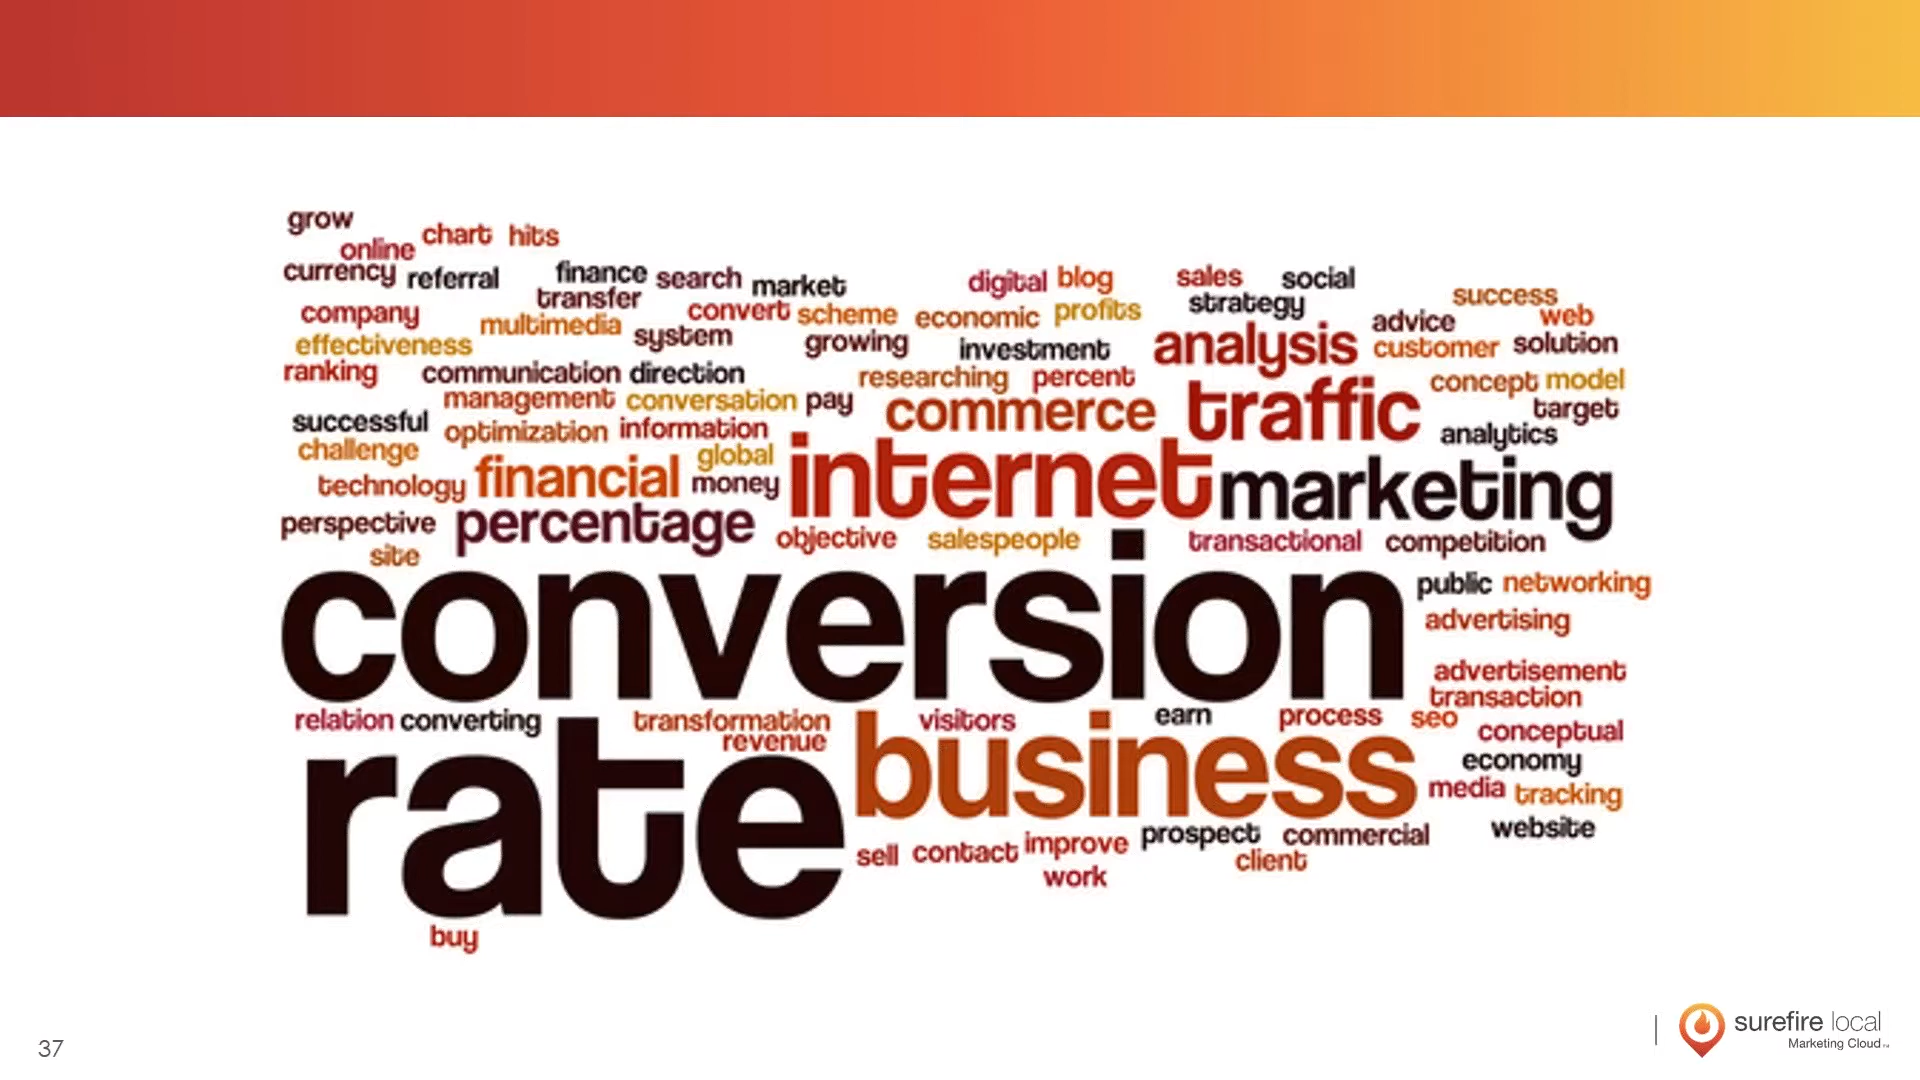 grow
online chart hits
currency referral finance search market digital blog sales social
transfer strategy success
company multimedia convert scheme economic profits advice web
effectiveness system growing investment analysis customer solution
ranking communication direction researching percent concept model
management conversation pay commerce traffic target
successful optimization information analytics
challenge global internet marketing
technology financial money
perspective percentage objective salespeople transactional competition
site
conversion public networking
advertising
advertisement
transaction
relation converting transformation visitors earn process seo
revenue conceptual
rate business economy
media tracking
sell contact improve prospect commercial website
work client
buy
37
surefire local
Marketing Cloud™